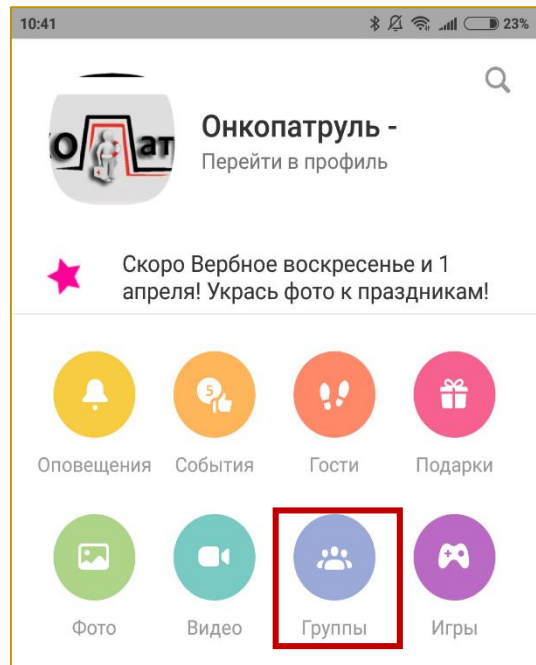 10:41 23%
Онкопатруль -
Перейти в профиль
Скоро Вербное воскресенье и 1
апреля! Укрась фото к праздникам!
5
Оповещения События Гости Подарки
Фото Видео Группы Игры